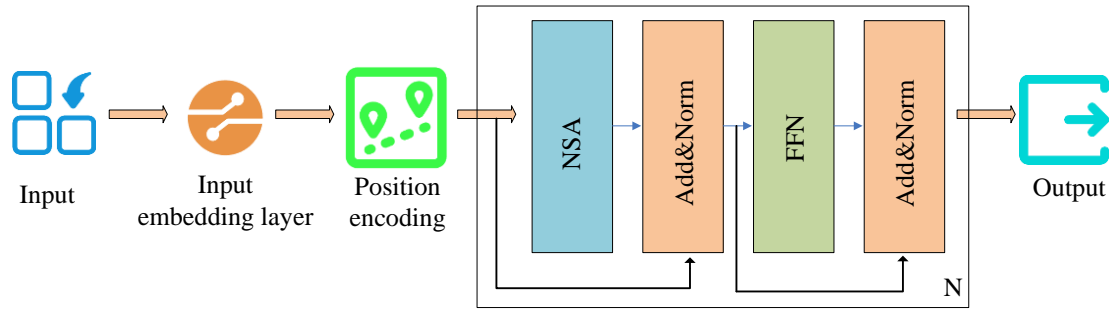 Input
Input
embedding layer
Position
encoding
NSA
Add&Norm
FFN
Add&Norm
N
Output